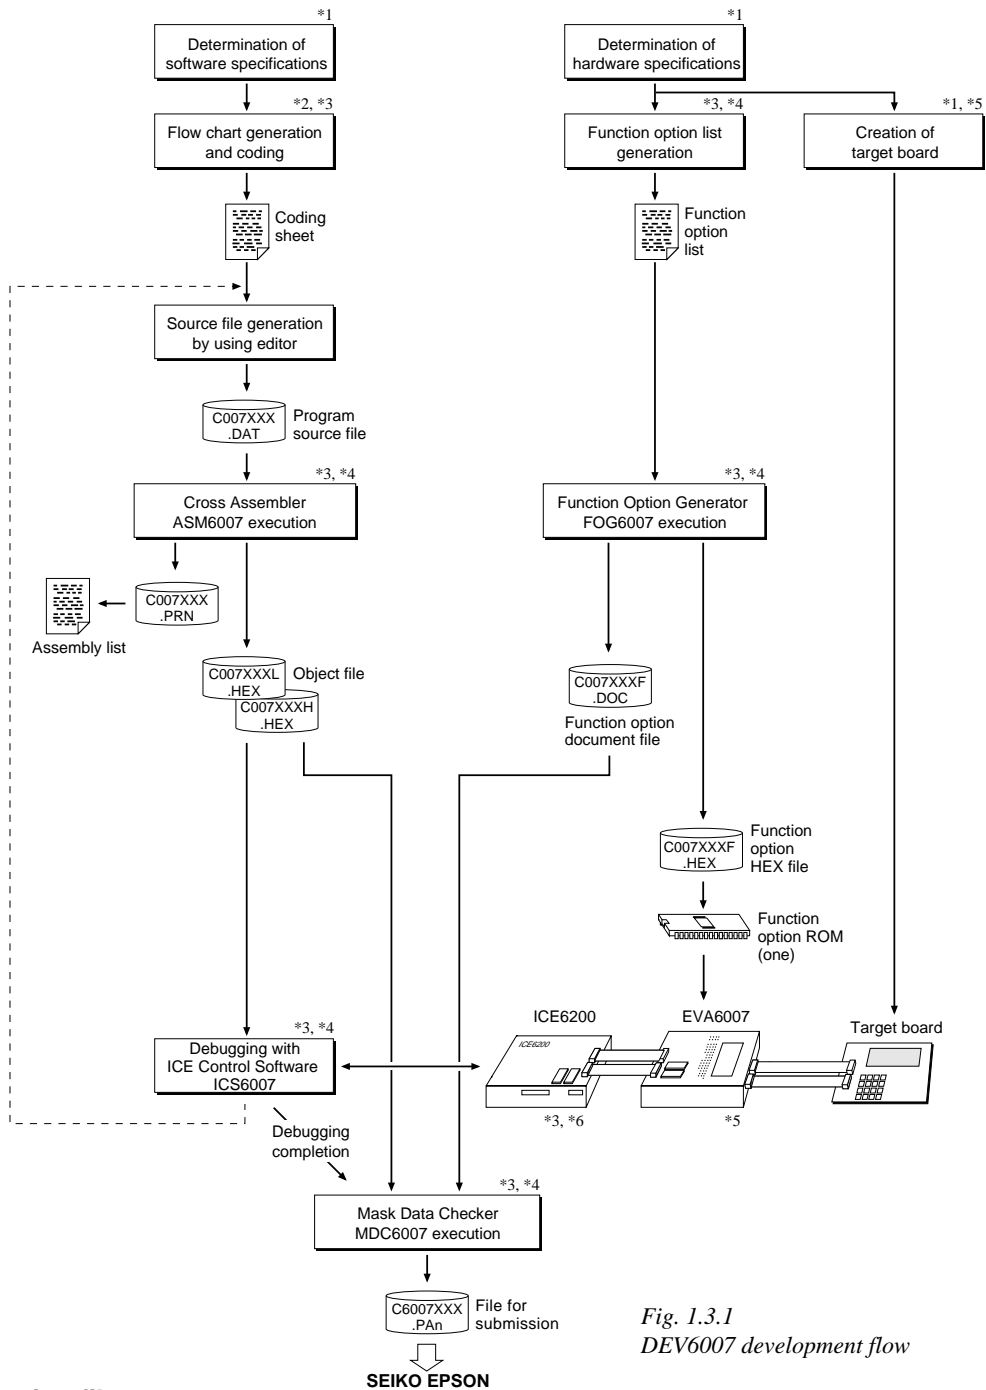 *1
Determination of
software specifications
*1
Determination of
hardware specifications
*2, *3
Flow chart generation
and coding
*3, *4
Function option list
generation
*1, *5
Creation of
target board
Coding
sheet
Function
option
list
Source file generation
by using editor
C007XXX
.DAT
Program
source file
*3, *4
Cross Assembler
ASM6007 execution
*3, *4
Function Option Generator
FOG6007 execution
C007XXX
.PRN
Assembly list
C007XXXL
.HEX
Object file
C007XXXH
.HEX
C007XXXF
.DOC
Function option
document file
C007XXXF
.HEX
Function
option
HEX file
Function
option ROM
(one)
*3, *4
Debugging with
ICE Control Software
ICS6007
ICE6200
ICE6200
*3, *6
EVA6007
*5
Target board
Debugging
completion
*3, *4
Mask Data Checker
MDC6007 execution
C6007XXX
.PAn
File for
submission
SEIKO EPSON
Fig. 1.3.1
DEV6007 development flow